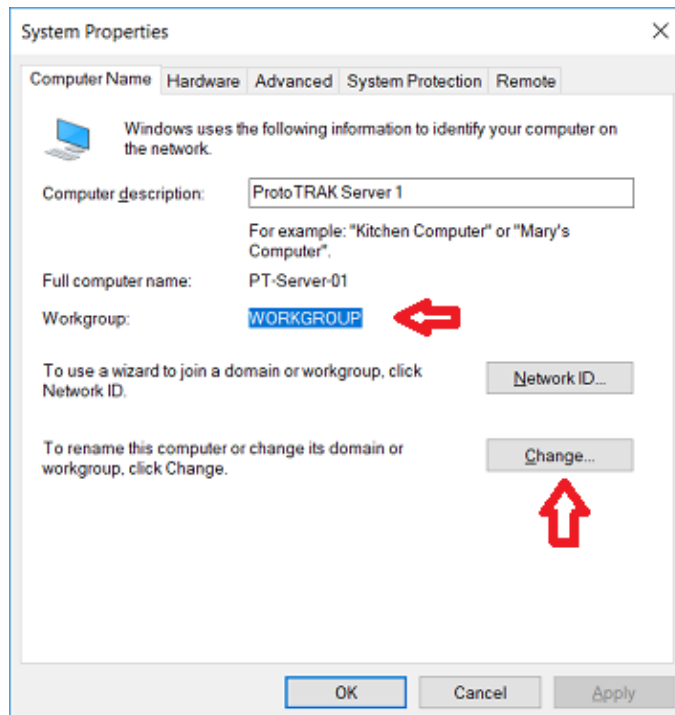 System Properties
Computer Name Hardware Advanced System Protection Remote
Windows uses the following information to identify your computer on
the network.
Computer description: ProtoTRAK Server 1
For example: "Kitchen Computer" or "Mary's
Computer".
Full computer name: PT-Server-01
Workgroup: WORKGROUP
To use a wizard to join a domain or workgroup, click
Network ID.
Network ID...
To rename this computer or change its domain or
workgroup, click Change.
Change...
OK Cancel Apply